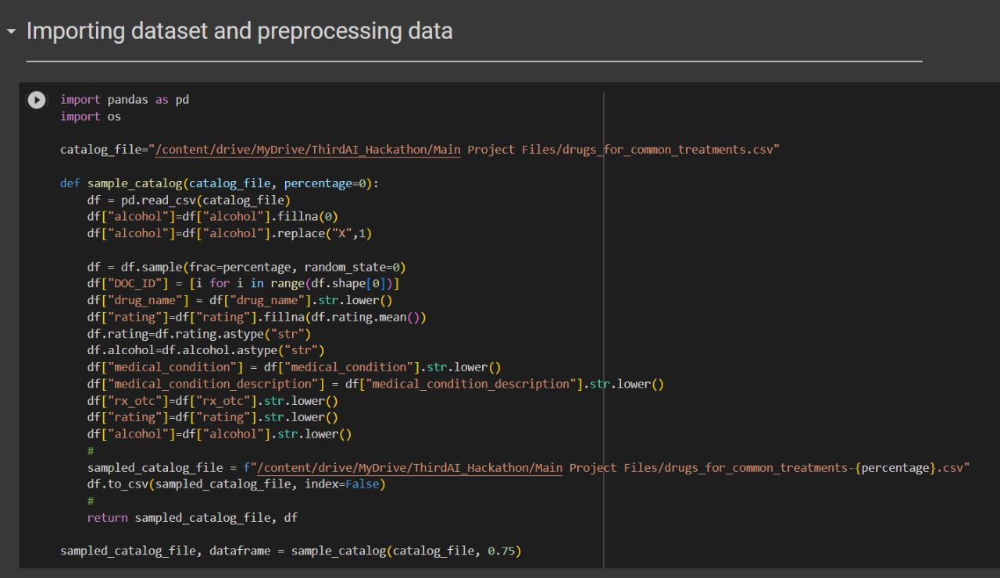 Importing dataset and preprocessing data
import pandas as pd
import os
catalog_file="/content/drive/MyDrive/ThirdAI_Hackathon/Main Project Files/drugs_for_common_treatments.csv"
def sample_catalog(catalog_file, percentage=0):
    df = pd.read_csv(catalog_file)
    df["alcohol"]=df["alcohol"].fillna(0)
    df["alcohol"]=df["alcohol"].replace("X",1)
    df = df.sample(frac=percentage, random_state=0)
    df["DOC_ID"] = [i for i in range(df.shape[0])]
    df["drug_name"] = df["drug_name"].str.lower()
    df["rating"]=df["rating"].fillna(df.rating.mean())
    df.rating=df.rating.astype("str")
    df.alcohol=df.alcohol.astype("str")
    df["medical_condition"] = df["medical_condition"].str.lower()
    df["medical_condition_description"] = df["medical_condition_description"].str.lower()
    df["rx_otc"]=df["rx_otc"].str.lower()
    df["rating"]=df["rating"].str.lower()
    df["alcohol"]=df["alcohol"].str.lower()
    #
    sampled_catalog_file = f"/content/drive/MyDrive/ThirdAI_Hackathon/Main Project Files/drugs_for_common_treatments-{percentage}.csv"
    df.to_csv(sampled_catalog_file, index=False)
    #
    return sampled_catalog_file, df
sampled_catalog_file, dataframe = sample_catalog(catalog_file, 0.75)